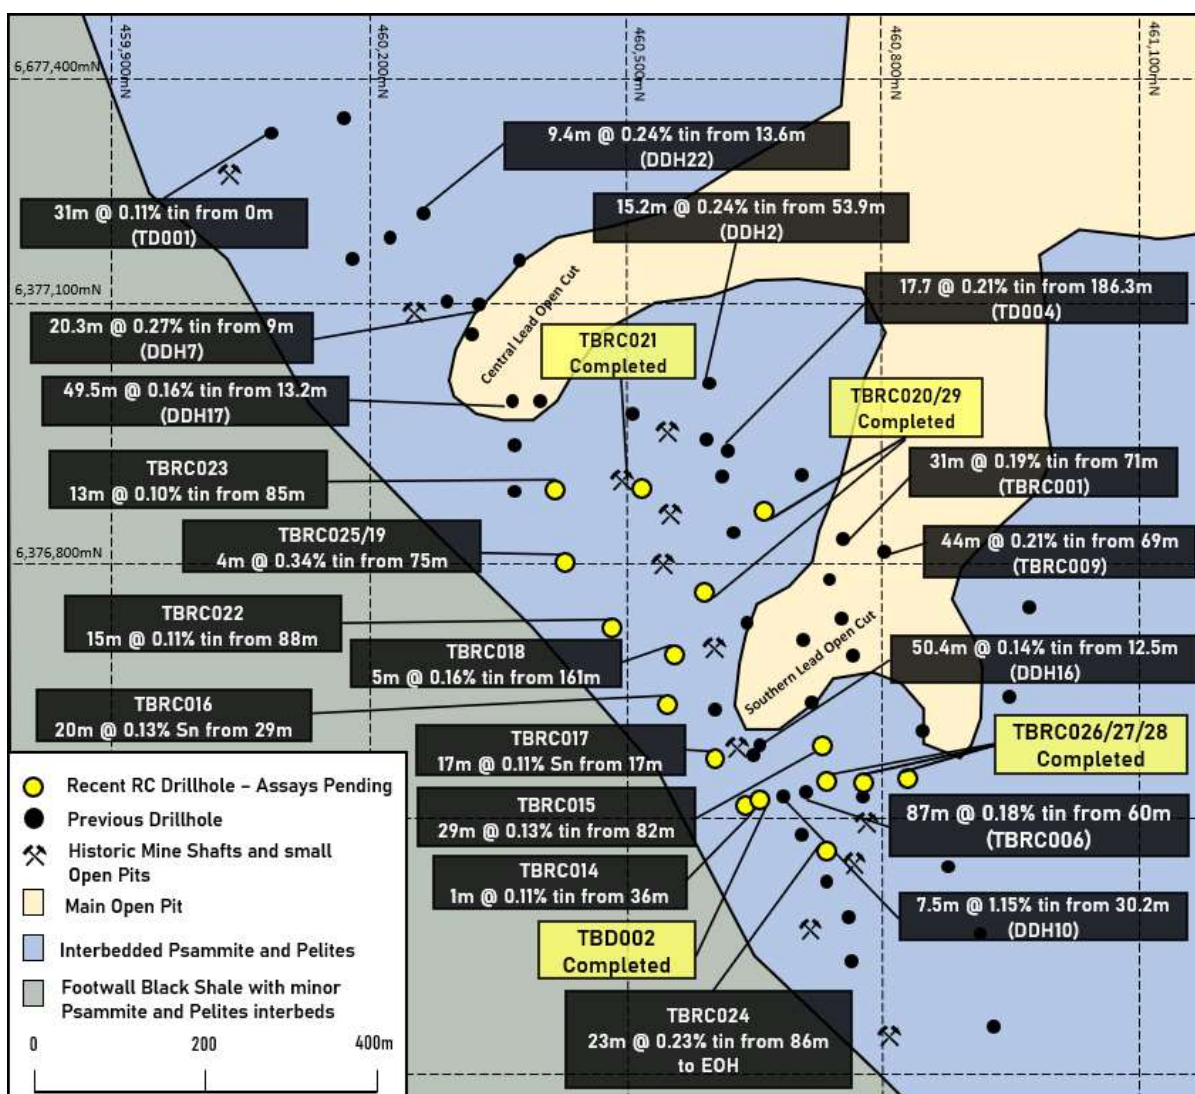 459,900mN
460,200mN
460,500mN
460,800mN
461,100mN
6,677,400mN
9.4m @ 0.24% tin from 13.6m
(DDH22)
31m @ 0.11% tin from 0m
(TD001)
15.2m @ 0.24% tin from 53.9m
(DDH2)
6,377,100mN
Central Lead Open Cut
17.7 @ 0.21% tin from 186.3m
(TD004)
20.3m @ 0.27% tin from 9m
(DDH7)
TBRC021
Completed
49.5m @ 0.16% tin from 13.2m
(DDH17)
TBRC020/29
Completed
TBRC023
13m @ 0.10% tin from 85m
31m @ 0.19% tin from 71m
(TBRC001)
TBRC025/19
4m @ 0.34% tin from 75m
6,376,800mN
44m @ 0.21% tin from 69m
(TBRC009)
TBRC022
15m @ 0.11% tin from 88m
TBRC018
5m @ 0.16% tin from 161m
Southern Lead Open Cut
50.4m @ 0.14% tin from 12.5m
(DDH16)
TBRC016
20m @ 0.13% Sn from 29m
TBRC017
17m @ 0.11% Sn from 17m
TBRC026/27/28
Completed
TBRC015
29m @ 0.13% tin from 82m
87m @ 0.18% tin from 60m
(TBRC006)
TBRC014
1m @ 0.11% tin from 36m
7.5m @ 1.15% tin from 30.2m
(DDH10)
TBD002
Completed
TBRC024
23m @ 0.23% tin from 86m
to EOH
Recent RC Drillhole – Assays Pending
Previous Drillhole
Historic Mine Shafts and small
Open Pits
Main Open Pit
Interbedded Psammite and Pelites
Footwall Black Shale with minor
Psammite and Pelites interbeds
0
200
400m